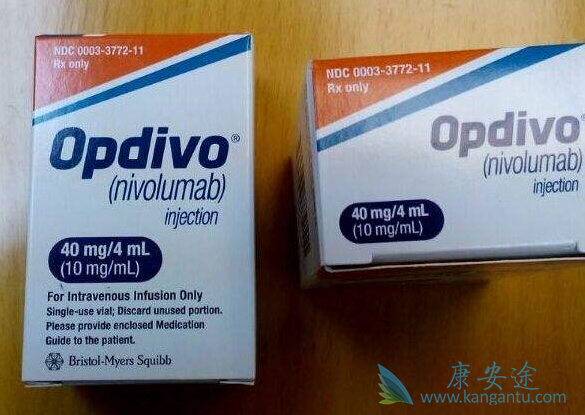 NDC 0003-3772-11
Rx only
Opdivo®
(nivolumab)
injection
40 mg/4 mL
(10 mg/mL)
For Intravenous Infusion Only
Single-use vial; Discard unused portion.
Please provide enclosed Medication
Guide to the patient.
Bristol-Myers Squibb
NDC 0003-3772-11
Rx only
Opdivo®
(nivolumab)
injection
40 mg/4 mL
(10 mg/mL)
康安途
www.kangantu.com